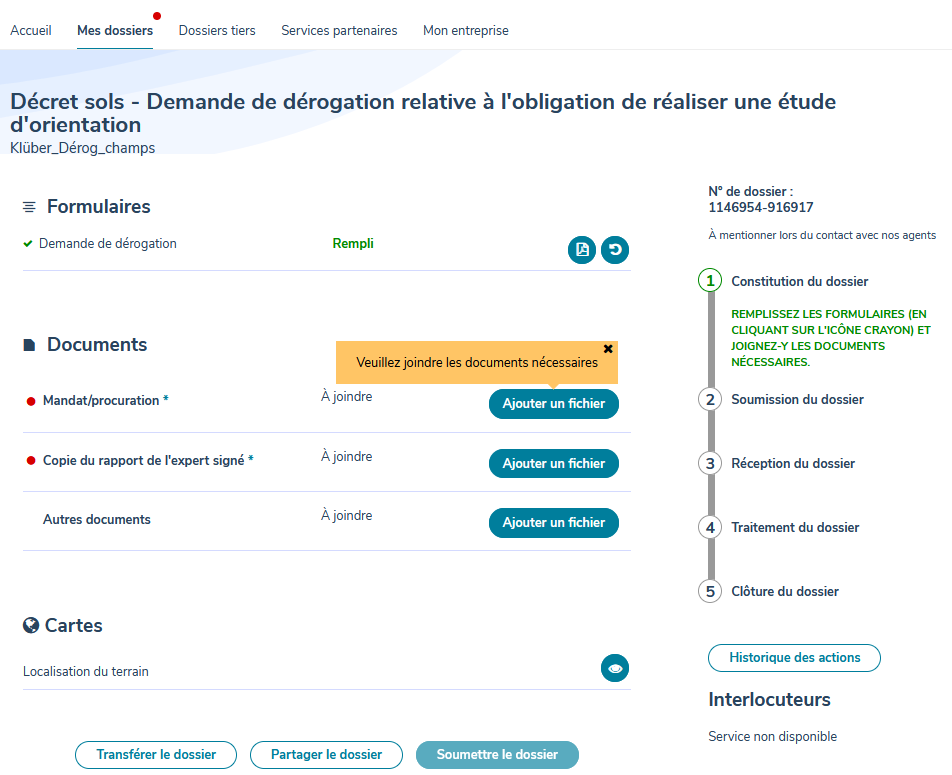 Accueil Mes dossiers Dossiers tiers Services partenaires Mon entreprise
Décret sols - Demande de dérogation relative à l'obligation de réaliser une étude
d'orientation
Klüber_Dérog_champs
Formulaires
Demande de dérogation Rempli
Documents
Veuillez joindre les documents nécessaires
Mandat/procuration * À joindre Ajouter un fichier
Copie du rapport de l'expert signé * À joindre Ajouter un fichier
Autres documents À joindre Ajouter un fichier
Cartes
Localisation du terrain
Transférer le dossier Partager le dossier Soumettre le dossier
N° de dossier :
1146954-916917
À mentionner lors du contact avec nos agents
1 Constitution du dossier
REMPLISSEZ LES FORMULAIRES (EN
CLIQUANT SUR L'ICÔNE CRAYON) ET
JOIGNEZ-Y LES DOCUMENTS
NÉCESSAIRES.
2 Soumission du dossier
3 Réception du dossier
4 Traitement du dossier
5 Clôture du dossier
Historique des actions
Interlocuteurs
Service non disponible